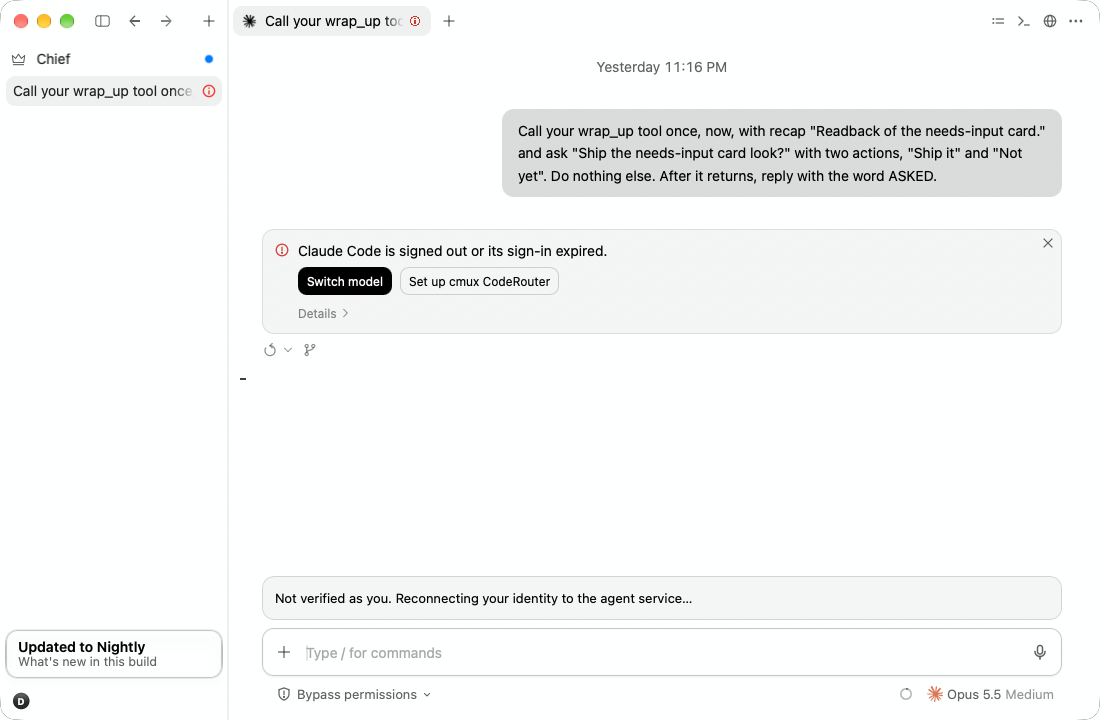 Call your wrap_up to
Chief
Call your wrap_up tool once
Yesterday 11:16 PM
Call your wrap_up tool once, now, with recap "Readback of the needs-input card."
and ask "Ship the needs-input card look?" with two actions, "Ship it" and "Not
yet". Do nothing else. After it returns, reply with the word ASKED.
Claude Code is signed out or its sign-in expired.
Switch model
Set up cmux CodeRouter
Details
Not verified as you. Reconnecting your identity to the agent service...
Type / for commands
Bypass permissions
Opus 5.5 Medium
Updated to Nightly
What's new in this build
D